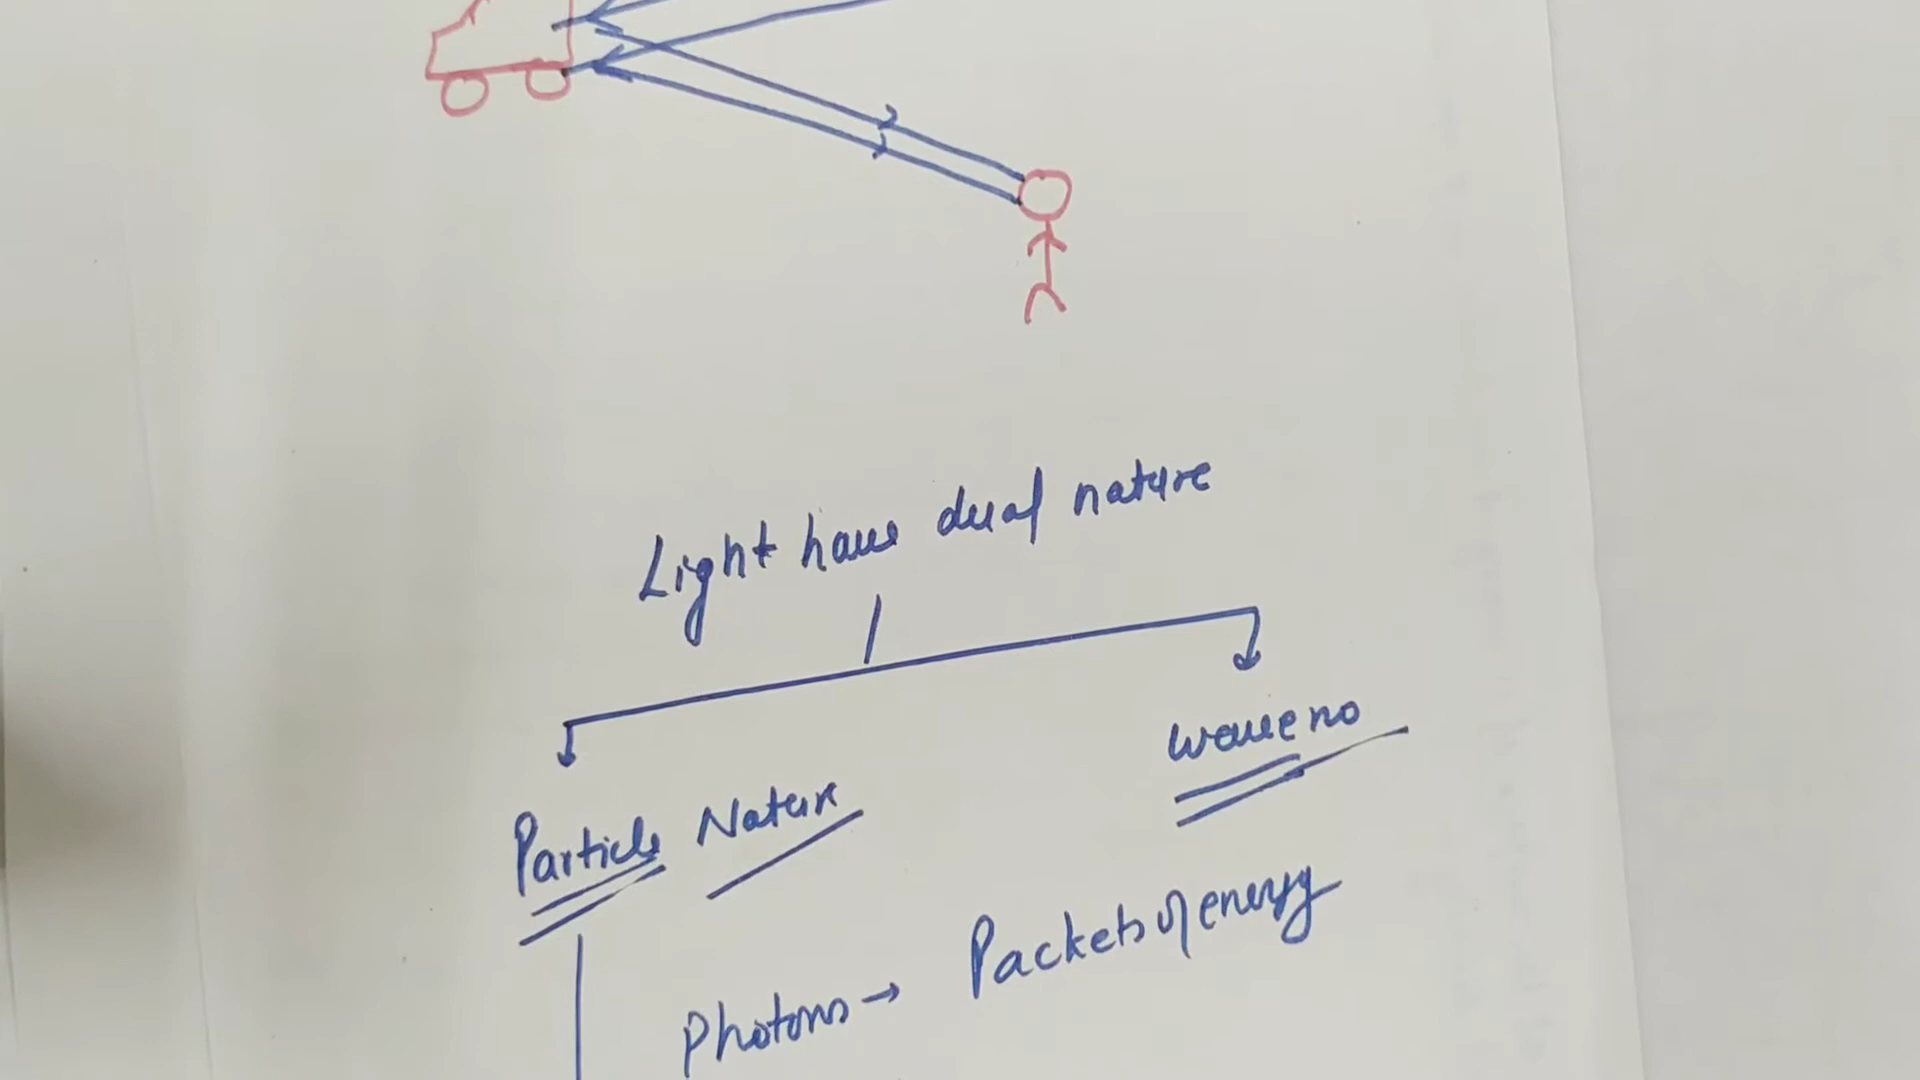 Light have dual nature
wave no
Particle Nature
Photons → Packets of energy